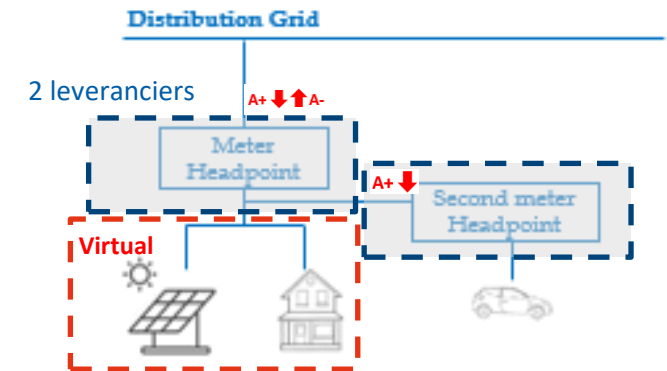 Distribution Grid
2 leveranciers
A+ A-
Meter
Headpoint
A+
Second meter
Headpoint
Virtual